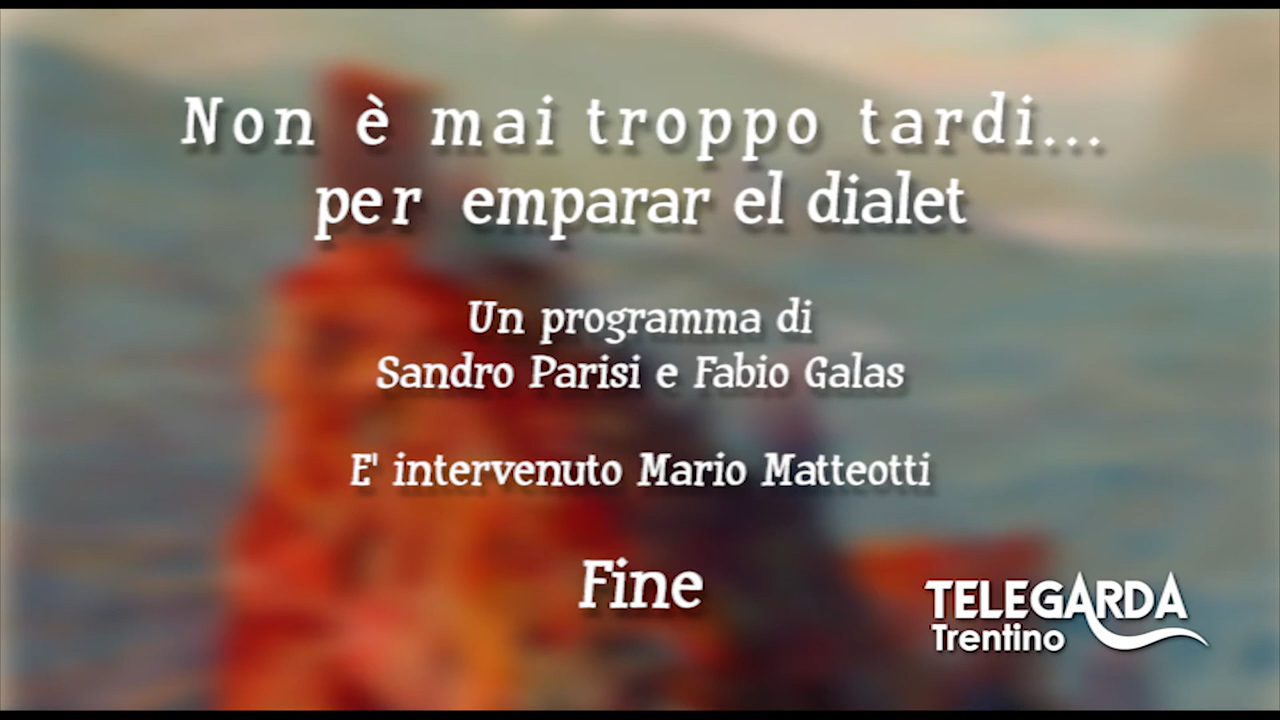 Non è mai troppo tardi...
per emparar el dialet
Un programma di
Sandro Parisi e Fabio Galas
E' intervenuto Mario Matteotti
Fine
TELEGARDA
Trentino